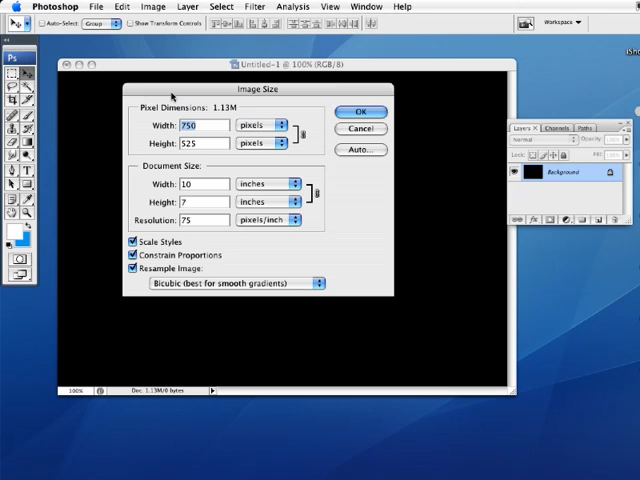 Photoshop File Edit Image Layer Select Filter Analysis View Window Help
Auto-Select: Group Show Transform Controls Workspace
Ps
Untitled-1 @ 100% (RGB/8)
Image Size
Pixel Dimensions: 1.13M
Width: 750 pixels
Height: 525 pixels
Document Size:
Width: 10 inches
Height: 7 inches
Resolution: 75 pixels/inch
Scale Styles
Constrain Proportions
Resample Image:
Bicubic (best for smooth gradients)
OK
Cancel
Auto...
Layers Channels Paths
Normal Opacity:
Lock: Fill:
Background
100% Doc: 1.13M/0 bytes